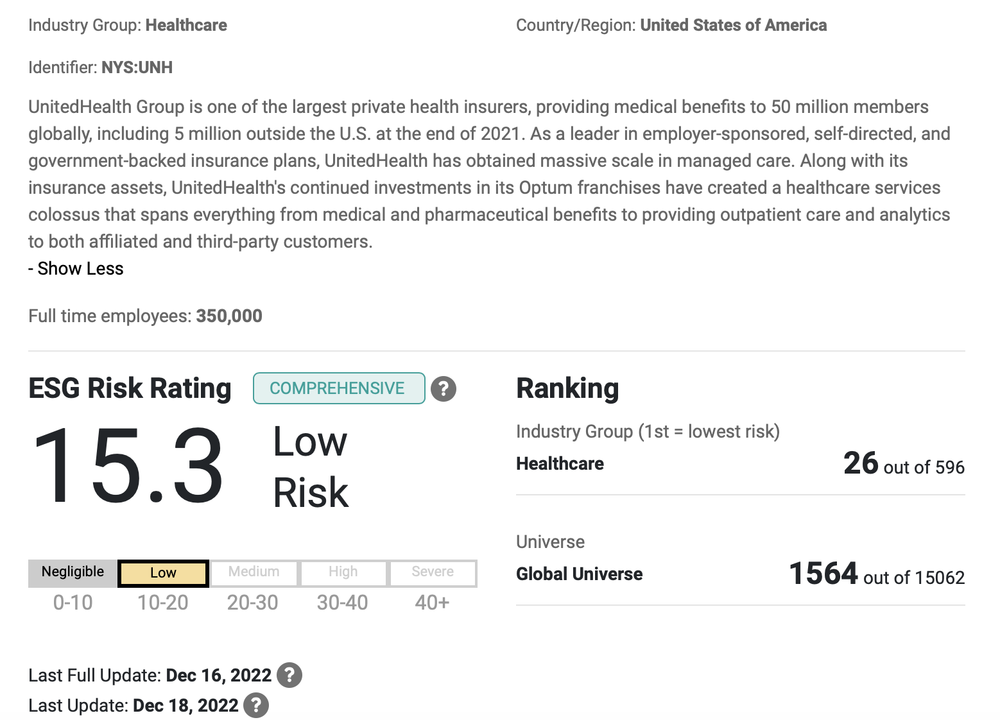 Industry Group: Healthcare
Country/Region: United States of America
Identifier: NYS:UNH
UnitedHealth Group is one of the largest private health insurers, providing medical benefits to 50 million members
globally, including 5 million outside the U.S. at the end of 2021. As a leader in employer-sponsored, self-directed, and
government-backed insurance plans, UnitedHealth has obtained massive scale in managed care. Along with its
insurance assets, UnitedHealth's continued investments in its Optum franchises have created a healthcare services
colossus that spans everything from medical and pharmaceutical benefits to providing outpatient care and analytics
to both affiliated and third-party customers.
- Show Less
Full time employees: 350,000
ESG Risk Rating
COMPREHENSIVE
?
15.3
Low
Risk
Negligible
Low
Medium
High
Severe
0-10
10-20
20-30
30-40
40+
Last Full Update: Dec 16, 2022 ?
Last Update: Dec 18, 2022 ?
Ranking
Industry Group (1st = lowest risk)
Healthcare
26 out of 596
Universe
Global Universe
1564 out of 15062